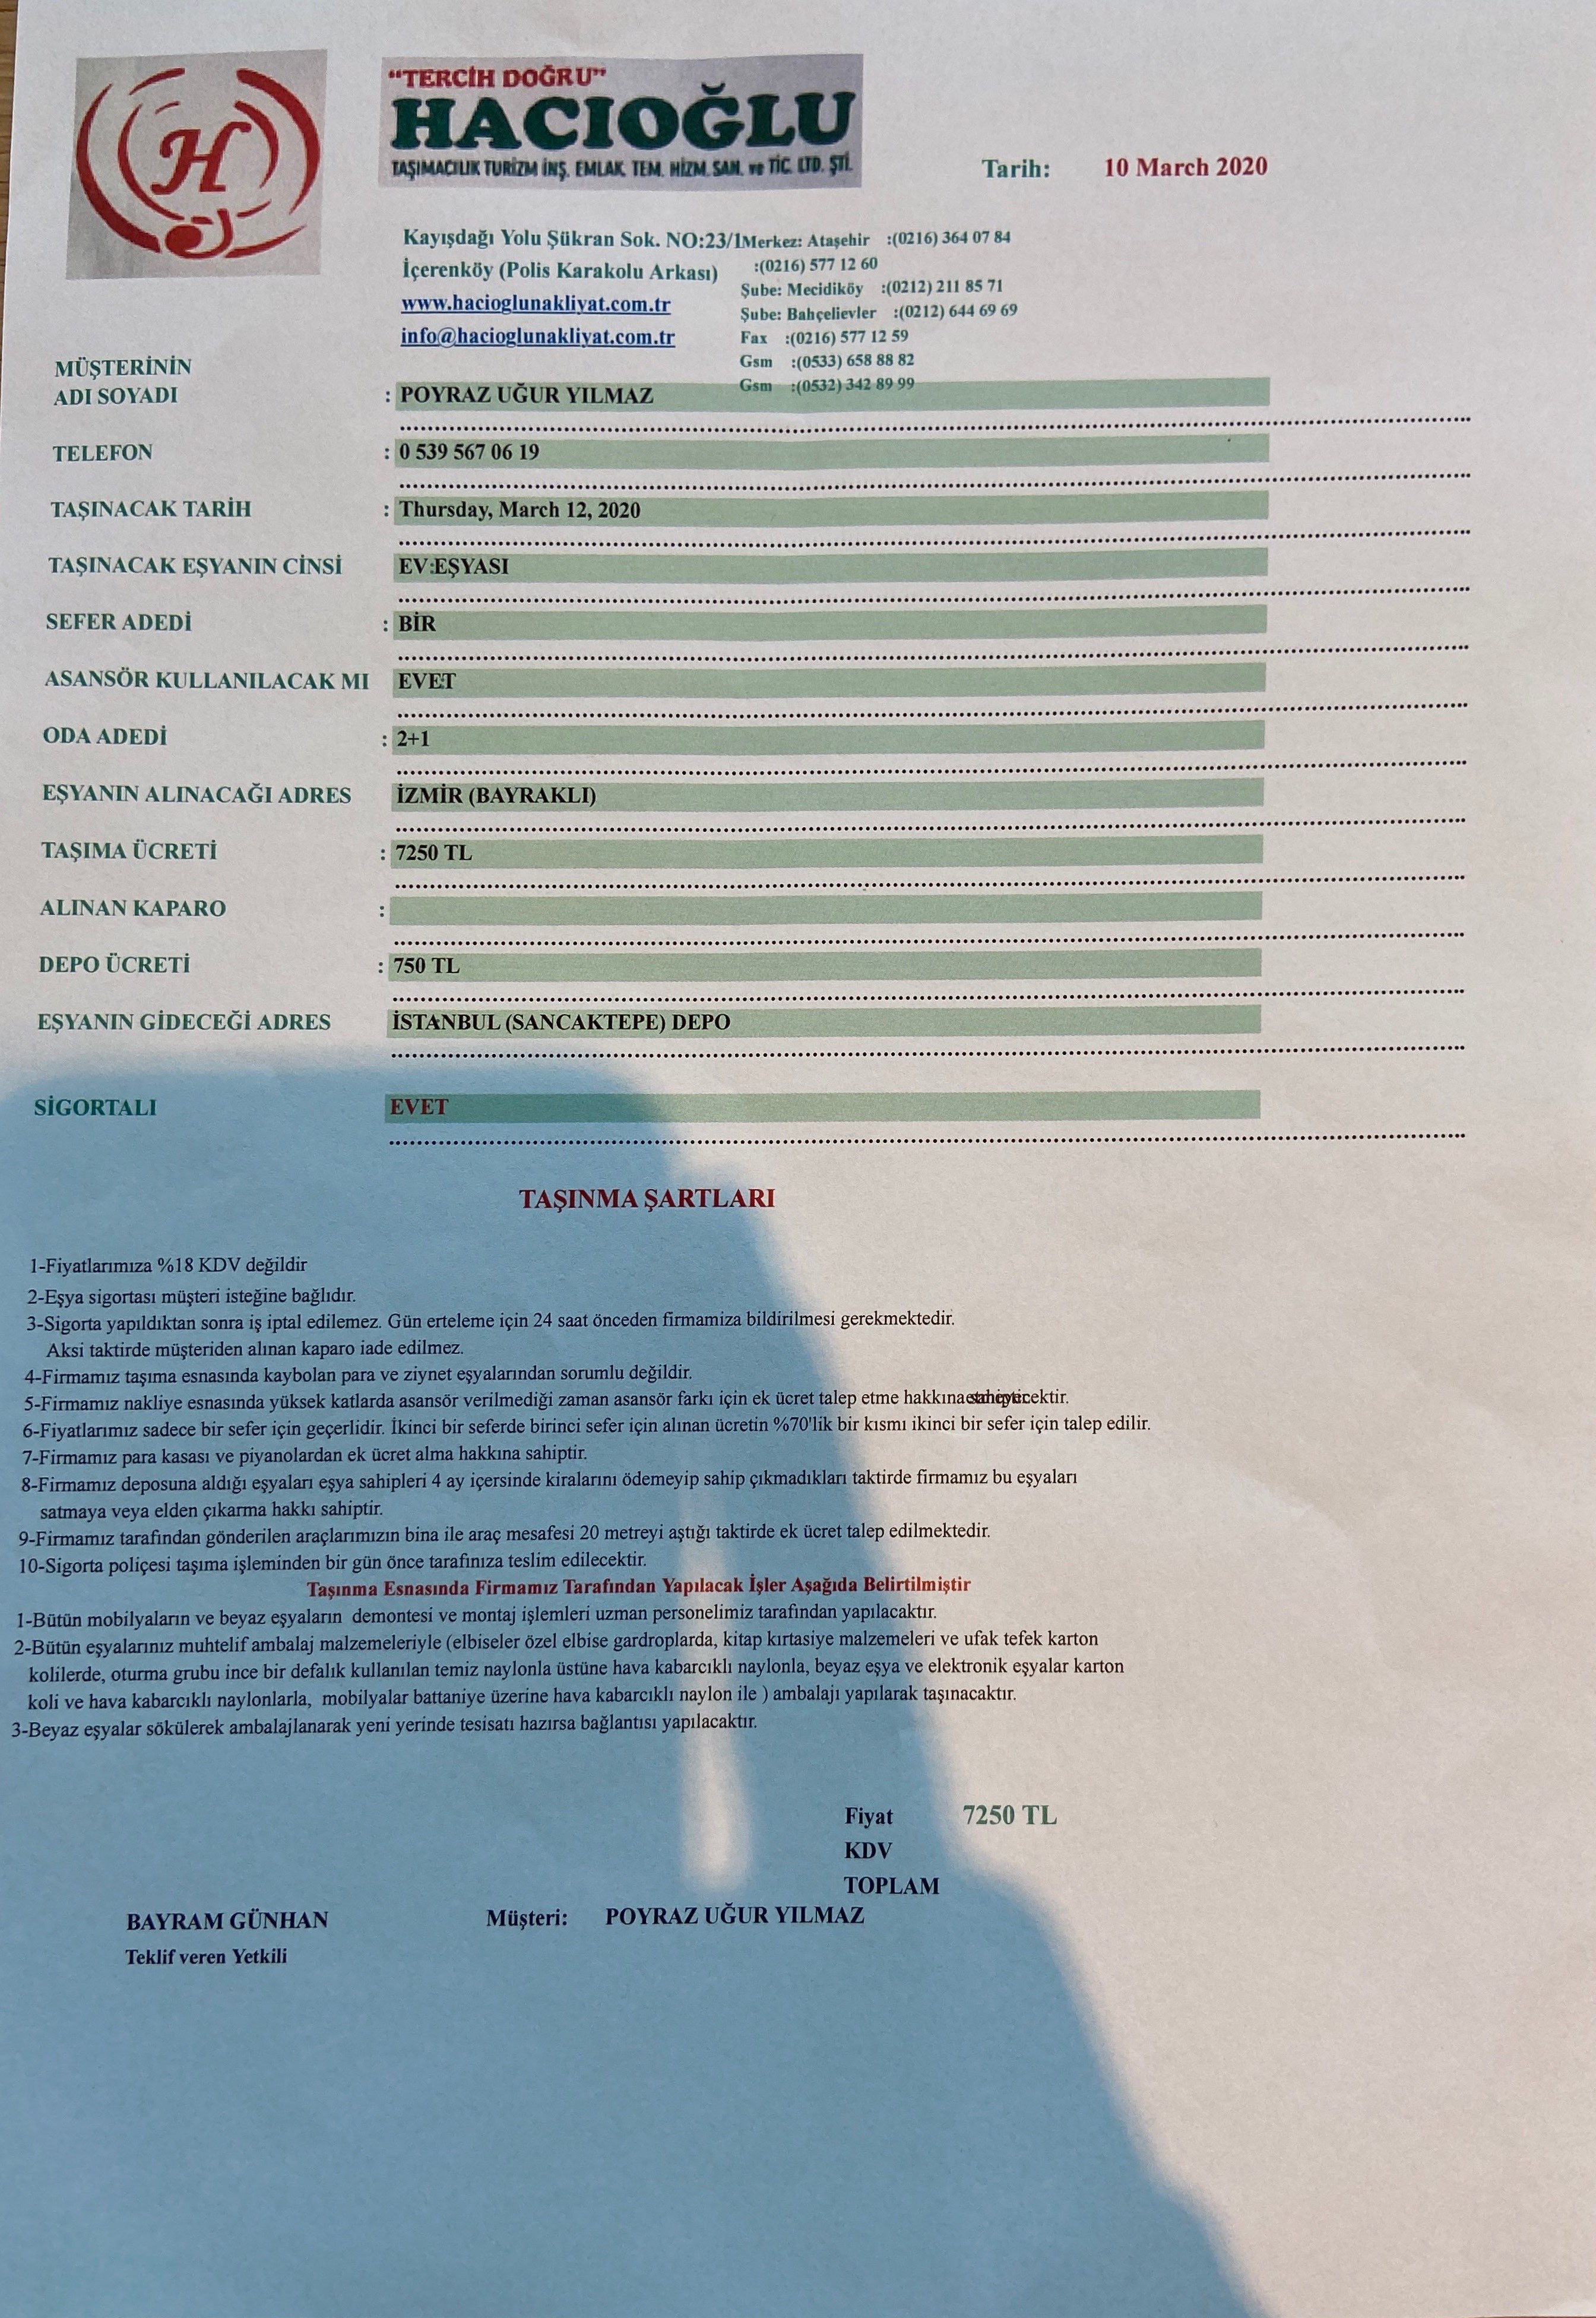 H
"TERCİH DOĞRU"
HACIOĞLU
TAŞIMACILIK TURİZM İNŞ. EMLAK TEM. HİZM. SAN. ve TİC. LTD. ŞTİ.
Tarih: 10 March 2020
Kayışdağı Yolu Şükran Sok. NO:23/1
İçerenköy (Polis Karakolu Arkası)
www.hacioglunakliyat.com.tr
info@hacioglunakliyat.com.tr
Merkez: Ataşehir :(0216) 364 07 84
:(0216) 577 12 60
Şube: Mecidiköy :(0212) 211 85 71
Şube: Bahçelievler :(0212) 644 69 69
Fax :(0216) 577 12 59
Gsm :(0533) 658 88 82
Gsm :(0532) 342 89 99
MÜŞTERİNİN
ADI SOYADI : POYRAZ UĞUR YILMAZ
TELEFON : 0 539 567 06 19
TAŞINACAK TARİH : Thursday, March 12, 2020
TAŞINACAK EŞYANIN CİNSİ EV:EŞYASI
SEFER ADEDİ : BİR
ASANSÖR KULLANILACAK MI EVET
ODA ADEDİ : 2+1
EŞYANIN ALINACAĞI ADRES İZMİR (BAYRAKLI)
TAŞIMA ÜCRETİ : 7250 TL
ALINAN KAPARO :
DEPO ÜCRETİ : 750 TL
EŞYANIN GİDECEĞİ ADRES İSTANBUL (SANCAKTEPE) DEPO
SİGORTALI EVET
TAŞINMA ŞARTLARI
1-Fiyatlarımıza %18 KDV değildir
2-Eşya sigortası müşteri isteğine bağlıdır.
3-Sigorta yapıldıktan sonra iş iptal edilemez. Gün erteleme için 24 saat önceden firmamiza bildirilmesi gerekmektedir.
Aksi taktirde müşteriden alınan kaparo iade edilmez.
4-Firmamız taşıma esnasında kaybolan para ve ziynet eşyalarından sorumlu değildir.
5-Firmamız nakliye esnasında yüksek katlarda asansör verilmediği zaman asansör farkı için ek ücret talep etme hakkına
6-Fiyatlarımız sadece bir sefer için geçerlidir. İkinci bir seferde birinci sefer için alınan ücretin %70'lik bir kısmı ikinci bir sefer için talep edilir.
7-Firmamız para kasası ve piyanolardan ek ücret alma hakkına sahiptir.
8-Firmamız deposuna aldığı eşyaları eşya sahipleri 4 ay içersinde kiralarını ödemeyip sahip çıkmadıkları taktirde firmamız bu eşyaları
satmaya veya elden çıkarma hakkı sahiptir.
9-Firmamız tarafından gönderilen araçlarımızın bina ile araç mesafesi 20 metreyi aştığı taktirde ek ücret talep edilmektedir.
10-Sigorta poliçesi taşıma işleminden bir gün önce tarafınıza teslim edilecektir.
Taşınma Esnasında Firmamız Tarafından Yapılacak İşler Aşağıda Belirtilmiştir
1-Bütün mobilyaların ve beyaz eşyaların demontesi ve montaj işlemleri uzman personelimiz tarafından yapılacaktır.
2-Bütün eşyalarınız muhtelif ambalaj malzemeleriyle (elbiseler özel elbise gardroplarda, kitap kırtasiye malzemeleri ve ufak tefek karton
kolilerde, oturma grubu ince bir defalık kullanılan temiz naylonla üstüne hava kabarcıklı naylonla, beyaz eşya ve elektronik eşyalar karton
koli ve hava kabarcıklı naylonlarla, mobilyalar battaniye üzerine hava kabarcıklı naylon ile ) ambalajı yapılarak taşınacaktır.
3-Beyaz eşyalar sökülerek ambalajlanarak yeni yerinde tesisatı hazırsa bağlantısı yapılacaktır.
Fiyat 7250 TL
KDV
TOPLAM
BAYRAM GÜNHAN Müşteri: POYRAZ UĞUR YILMAZ
Teklif veren Yetkili